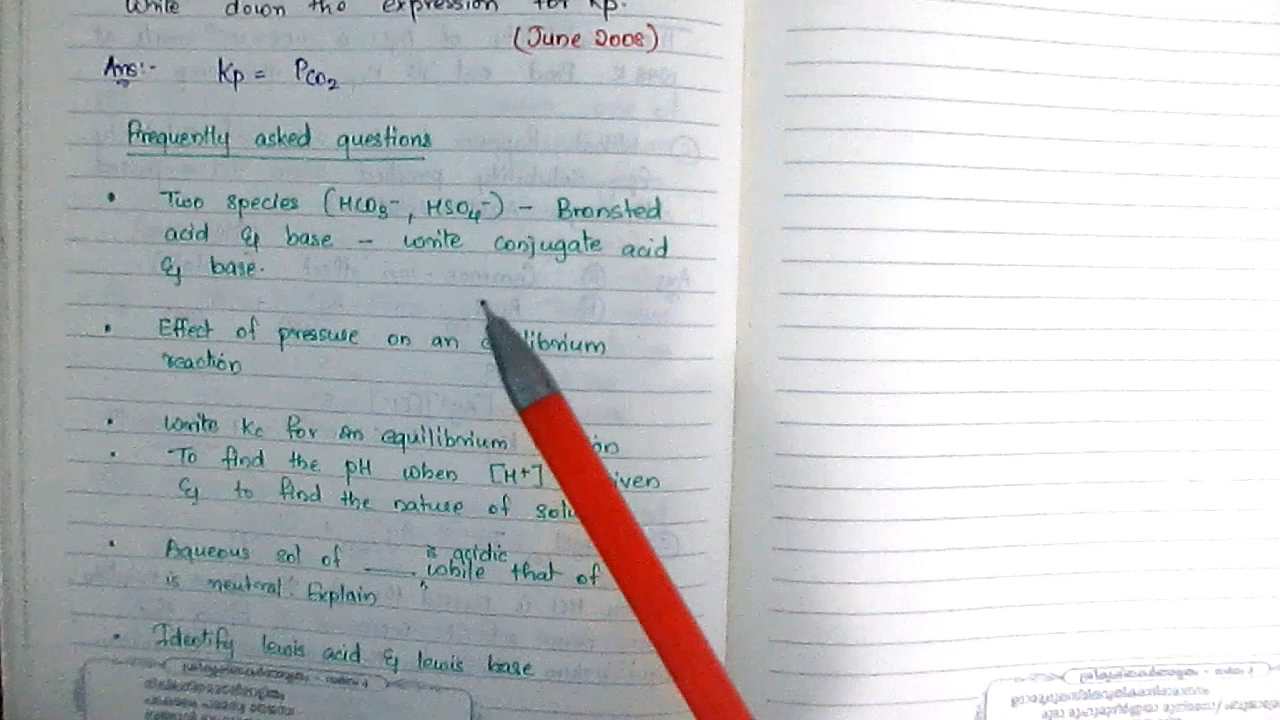 Write down the expression for Kp.
(June 2008)
Ans:- Kp = PCO₂
Frequently asked questions
• Two species (HCO₃⁻, HSO₄⁻) - Bronsted
acid & base - write conjugate acid
& base.
• Effect of pressure on an
reaction
• Write Kc for an equilibrium
• To find the pH when [H⁺]
& to find the nature of
• Aqueous sol of ____ is acidic
while that of
is neutral. Explain
• Identify lewis acid & lewis base